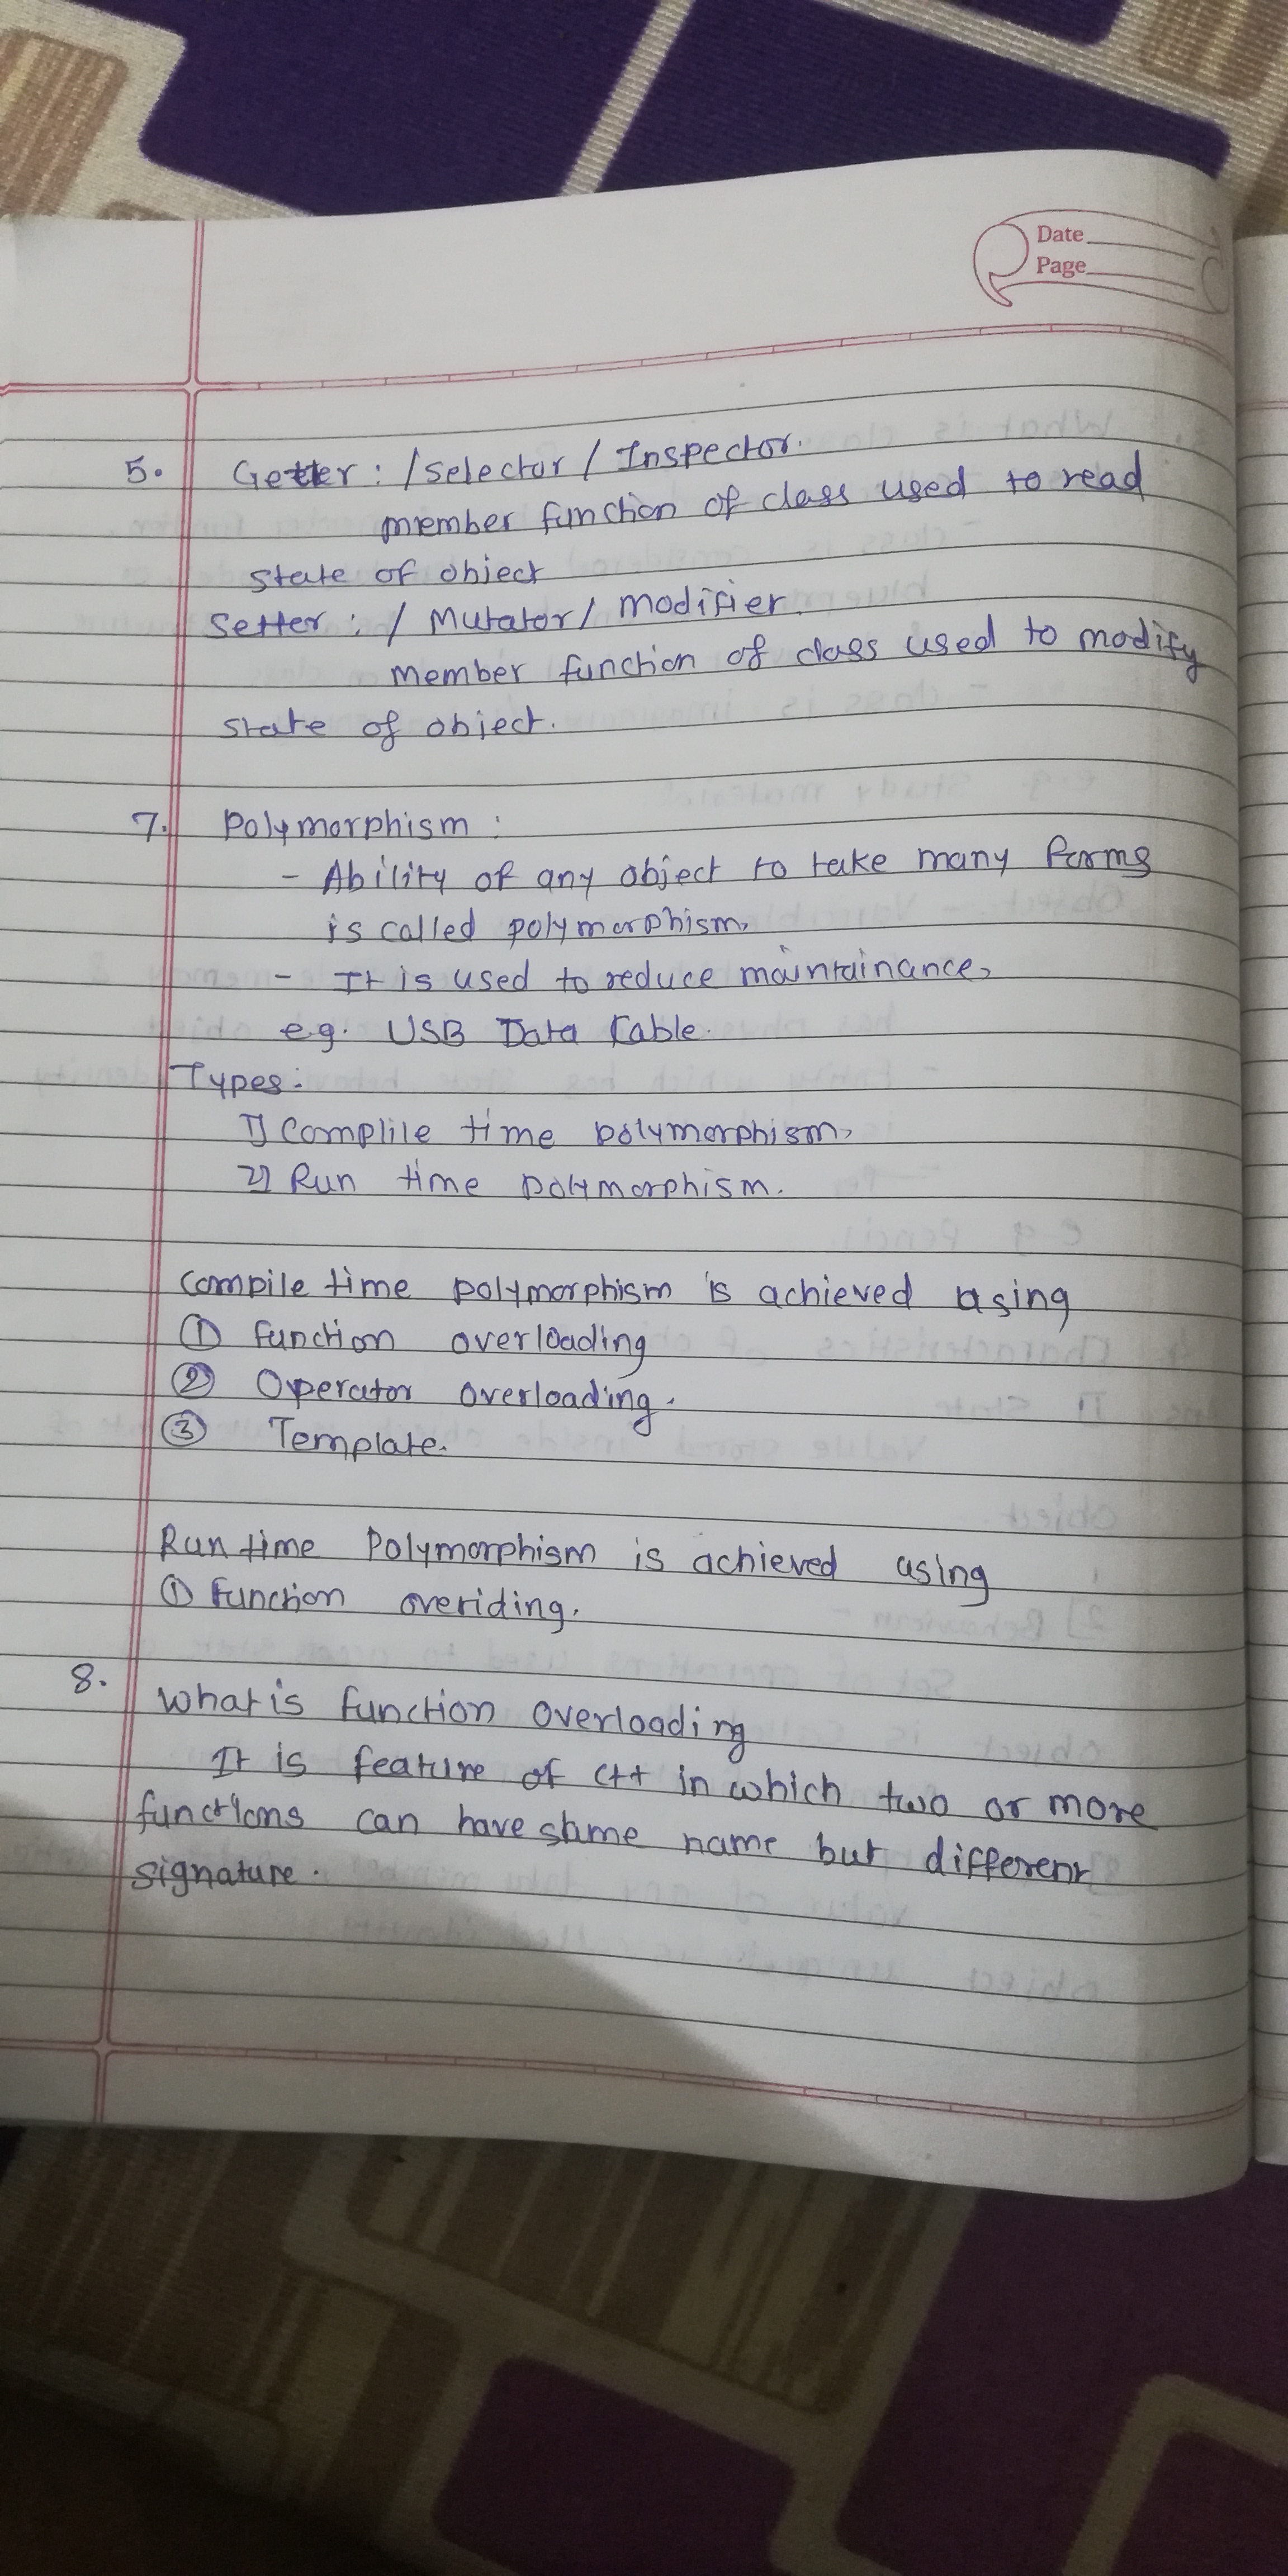 Date
Page
5. Getter : / Selector / Inspector.
member function of class used to read
state of object
Setter : / Mutator / modifier.
member function of class used to modify
state of object.
7. Polymorphism :
- Ability of any object to take many forms
is called polymorphism.
- It is used to reduce maintainance.
eg. USB Data Cable.
Types:
1) Complile time polymorphism.
2) Run time polymorphism.
compile time polymorphism is achieved using
① function overloading
② Operator overloading.
③ Template.
Run time Polymorphism is achieved using
① Function overiding.
8. What is function overloading
It is feature of C++ in which two or more
functions can have same name but different
signature.